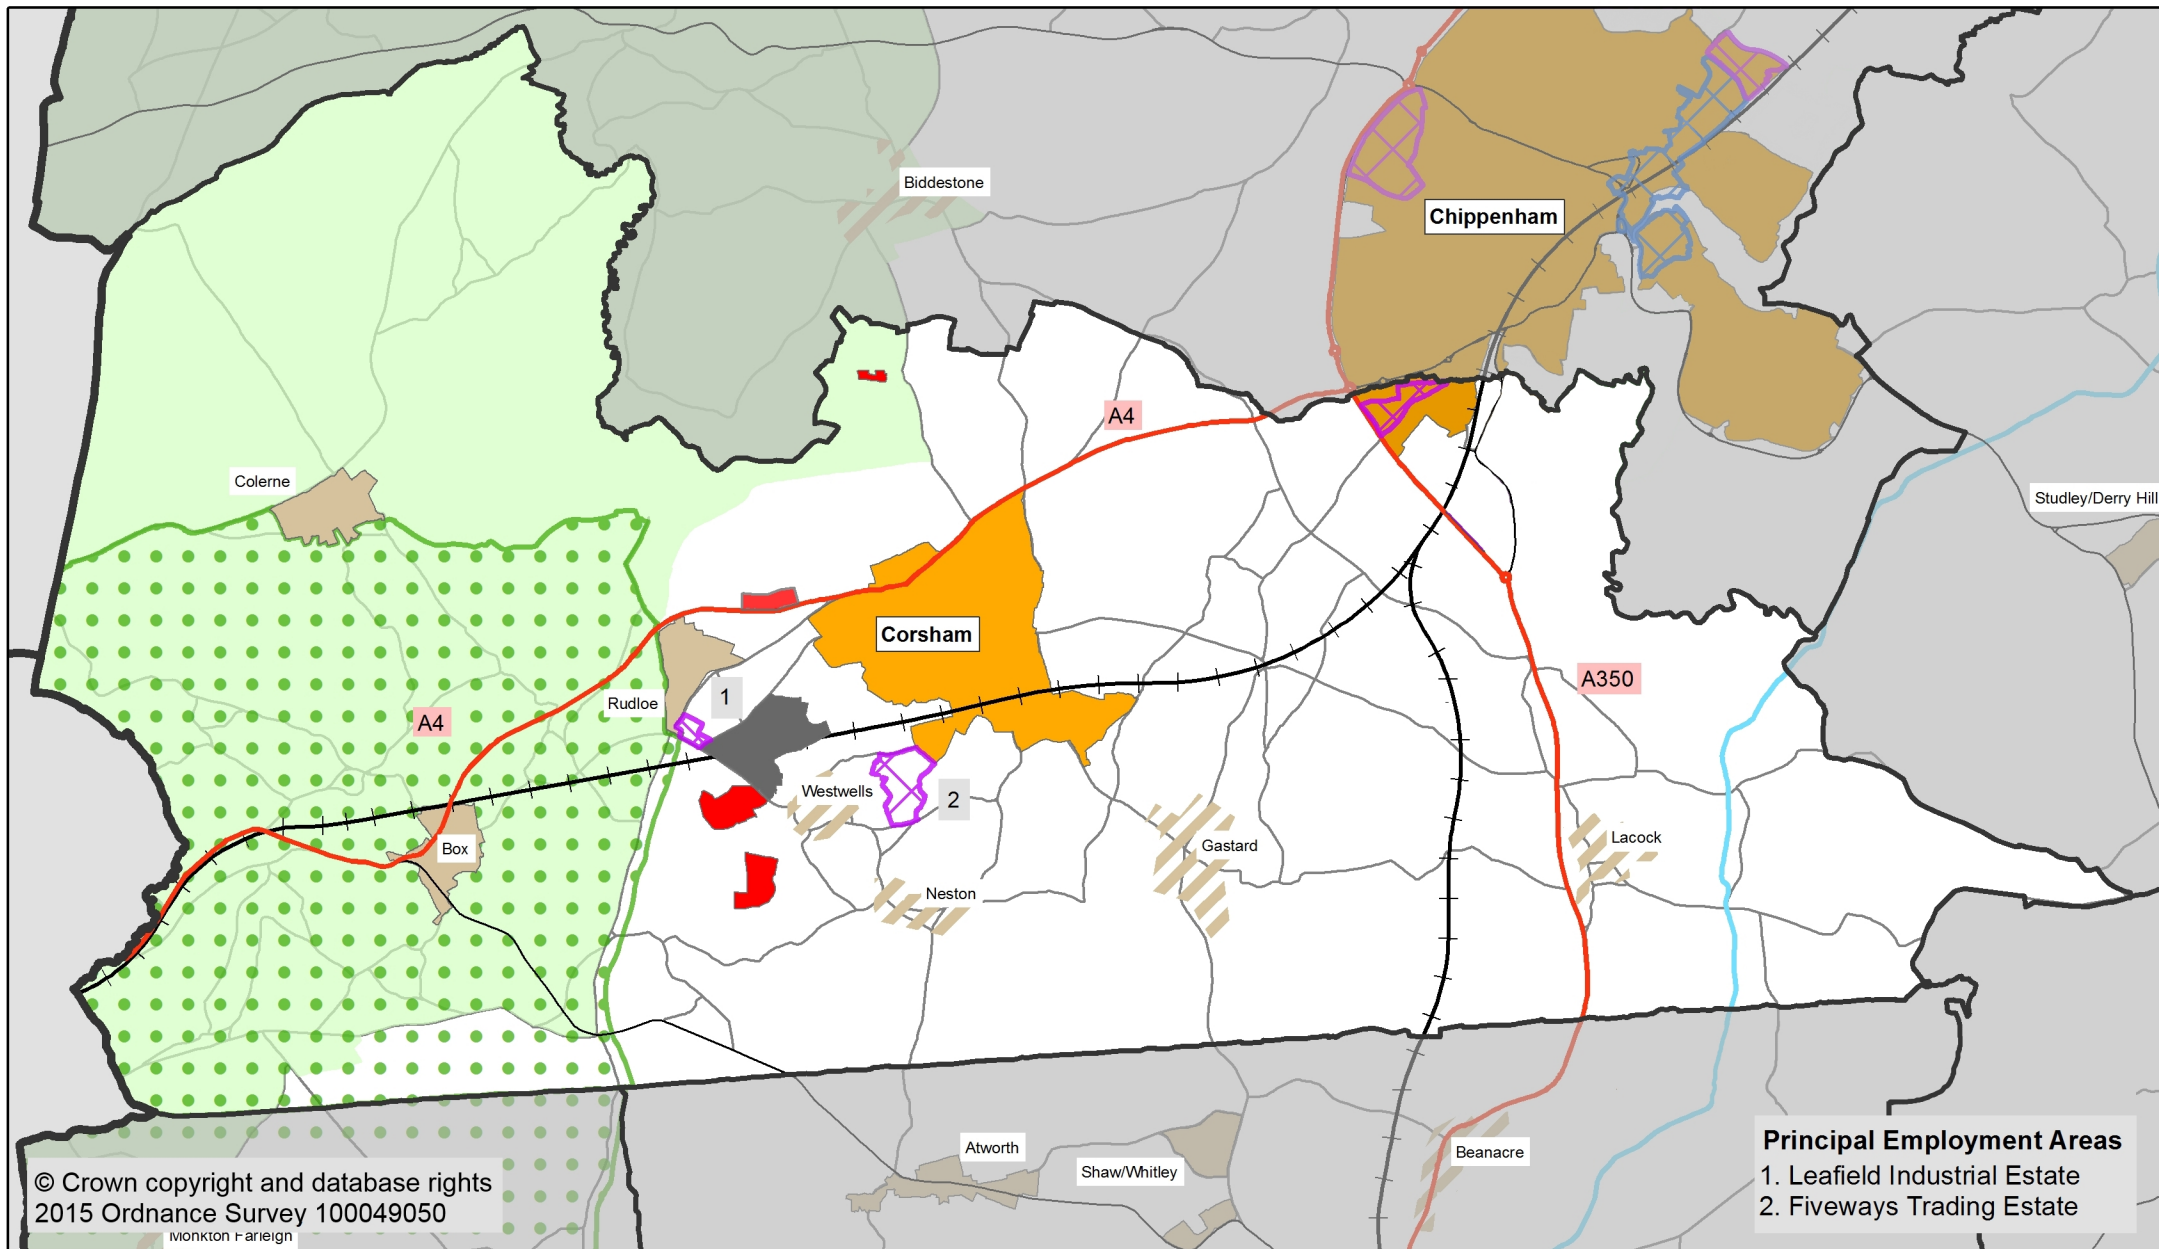 Biddestone
Chippenham
A4
Colerne
Studley/Derry Hill
Corsham
A350
Rudloe
1
A4
Westwells
2
Box
Gastard
Lacock
Neston
Atworth
Shaw/Whitley
Beanacre
Principal Employment Areas
1. Leafield Industrial Estate
2. Fiveways Trading Estate
© Crown copyright and database rights
2015 Ordnance Survey 100049050
Monkton Farleigh